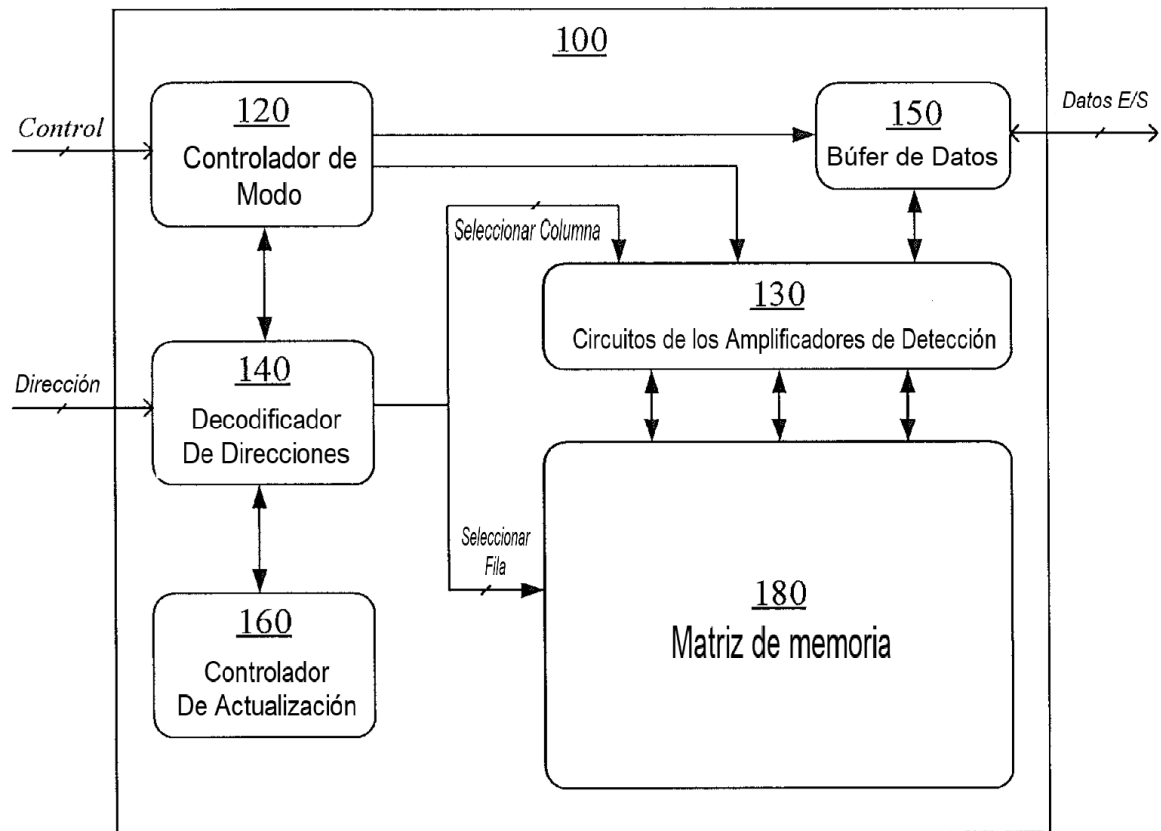 100
120
Controlador de
Modo
150
Búfer de Datos
Datos E/S
Control
Seleccionar Columna
130
Circuitos de los Amplificadores de Detección
Dirección
140
Decodificador
De Direcciones
Seleccionar
Fila
160
Controlador
De Actualización
180
Matriz de memoria